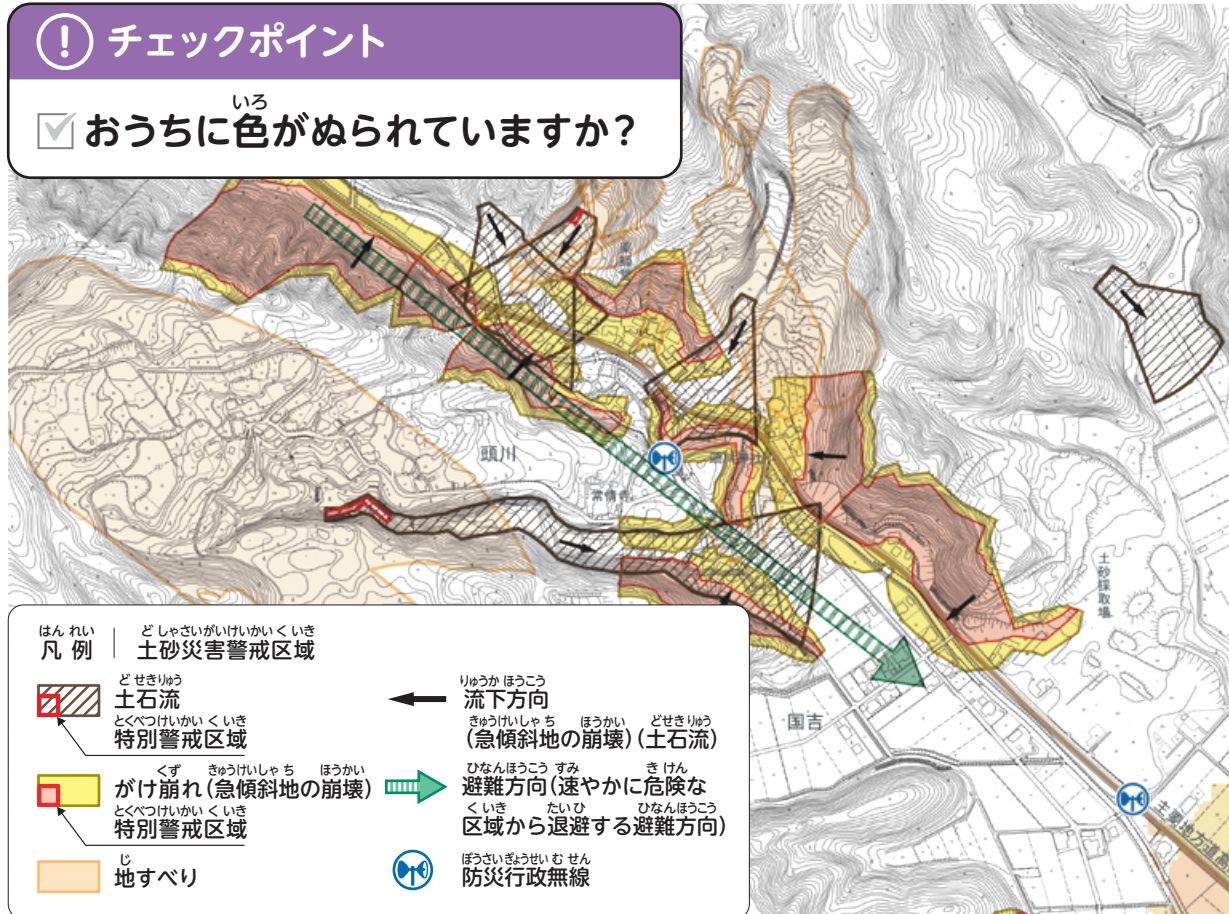 ! チェックポイント
いろ
おうちに色がぬられていますか?
頭川
常情寺
土砂採取場
国吉
主要地方道高
はんれい どしゃさいがいけいかいくいき
凡例 | 土砂災害警戒区域
どせきりゅう
土石流
とくべつけいかいくいき
特別警戒区域
くず きゅうけいしゃち ほうかい
がけ崩れ(急傾斜地の崩壊)
とくべつけいかいくいき
特別警戒区域
じ
地すべり
りゅうかほうこう
流下方向
きゅうけいしゃち ほうかい どせきりゅう
(急傾斜地の崩壊)(土石流)
ひなんほうこう すみ きけん
避難方向(速やかに危険な
くいき たいひ ひなんほうこう
区域から退避する避難方向)
ぼうさいぎょうせいむせん
防災行政無線